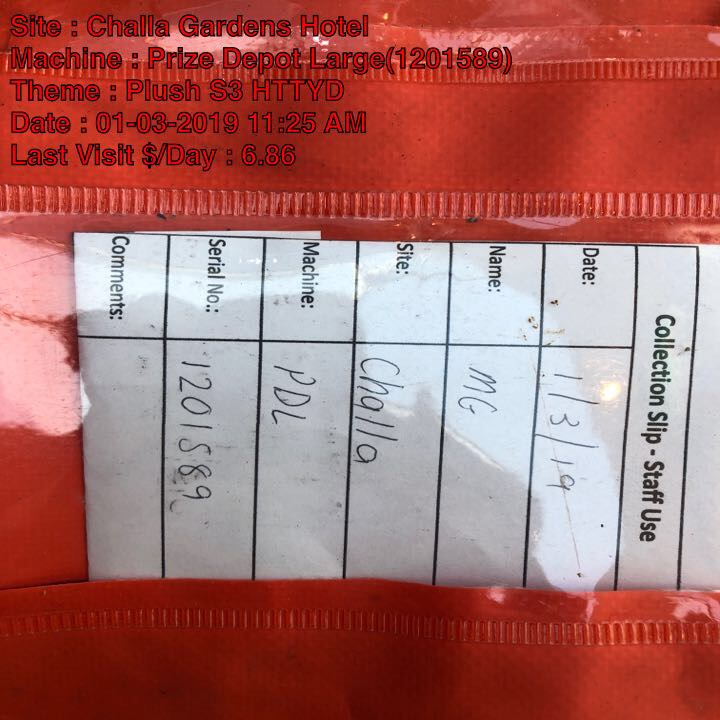 Site : Challa Gardens Hotel
Machine : Prize Depot Large(1201589)
Theme : Plush S3 HTTYD
Date : 01-03-2019 11:25 AM
Last Visit $/Day : 6.86
Collection Slip - Staff Use
Date: 1/3/19
Name: MG
Site: Challa
Machine: PDL
Serial No.: 1201589
Comments: